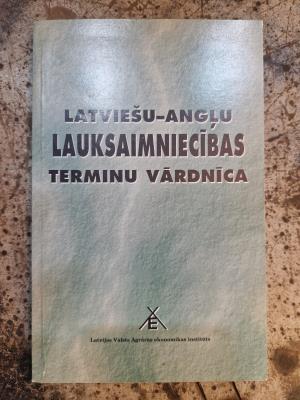 LATVIEŠU–ANGĻU
LAUKSAIMNIECĪBAS
TERMINU VĀRDNĪCA
Latvijas Valsts Agrārās ekonomikas institūts